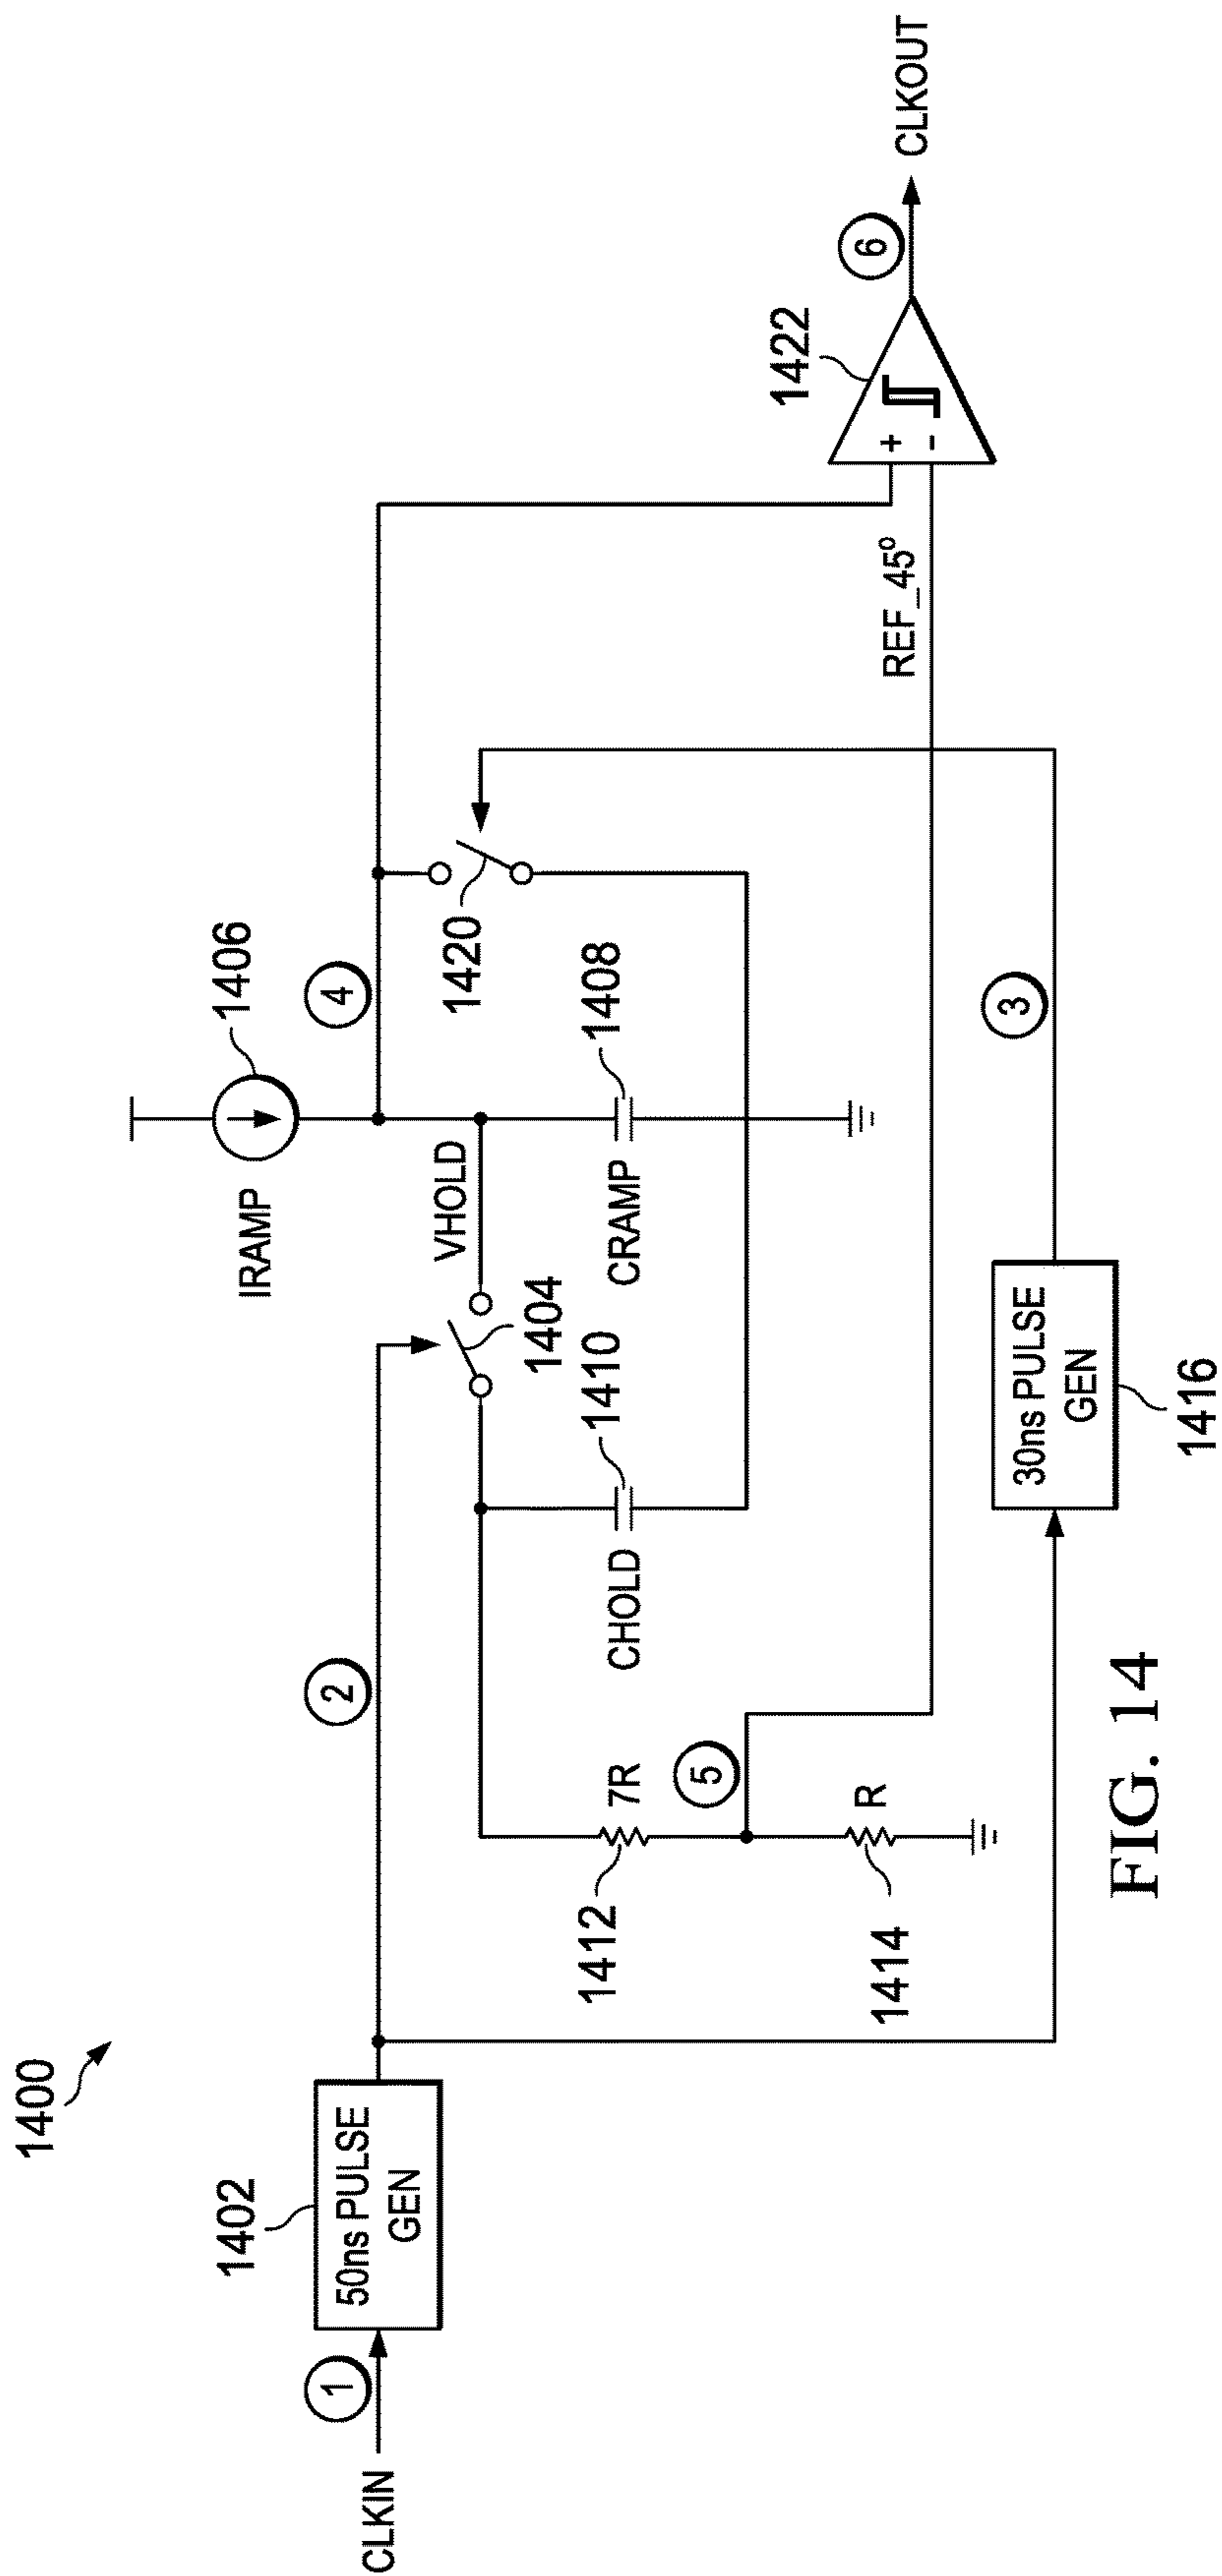 1400
CLKIN
1
1402
50ns PULSE
GEN
2
IRAMP
1406
4
VHOLD
1404
CHOLD
1410
CRAMP
1408
1420
1412
7R
5
1414
R
REF_45°
1422
+
-
6
CLKOUT
30ns PULSE
GEN
1416
3
FIG. 14